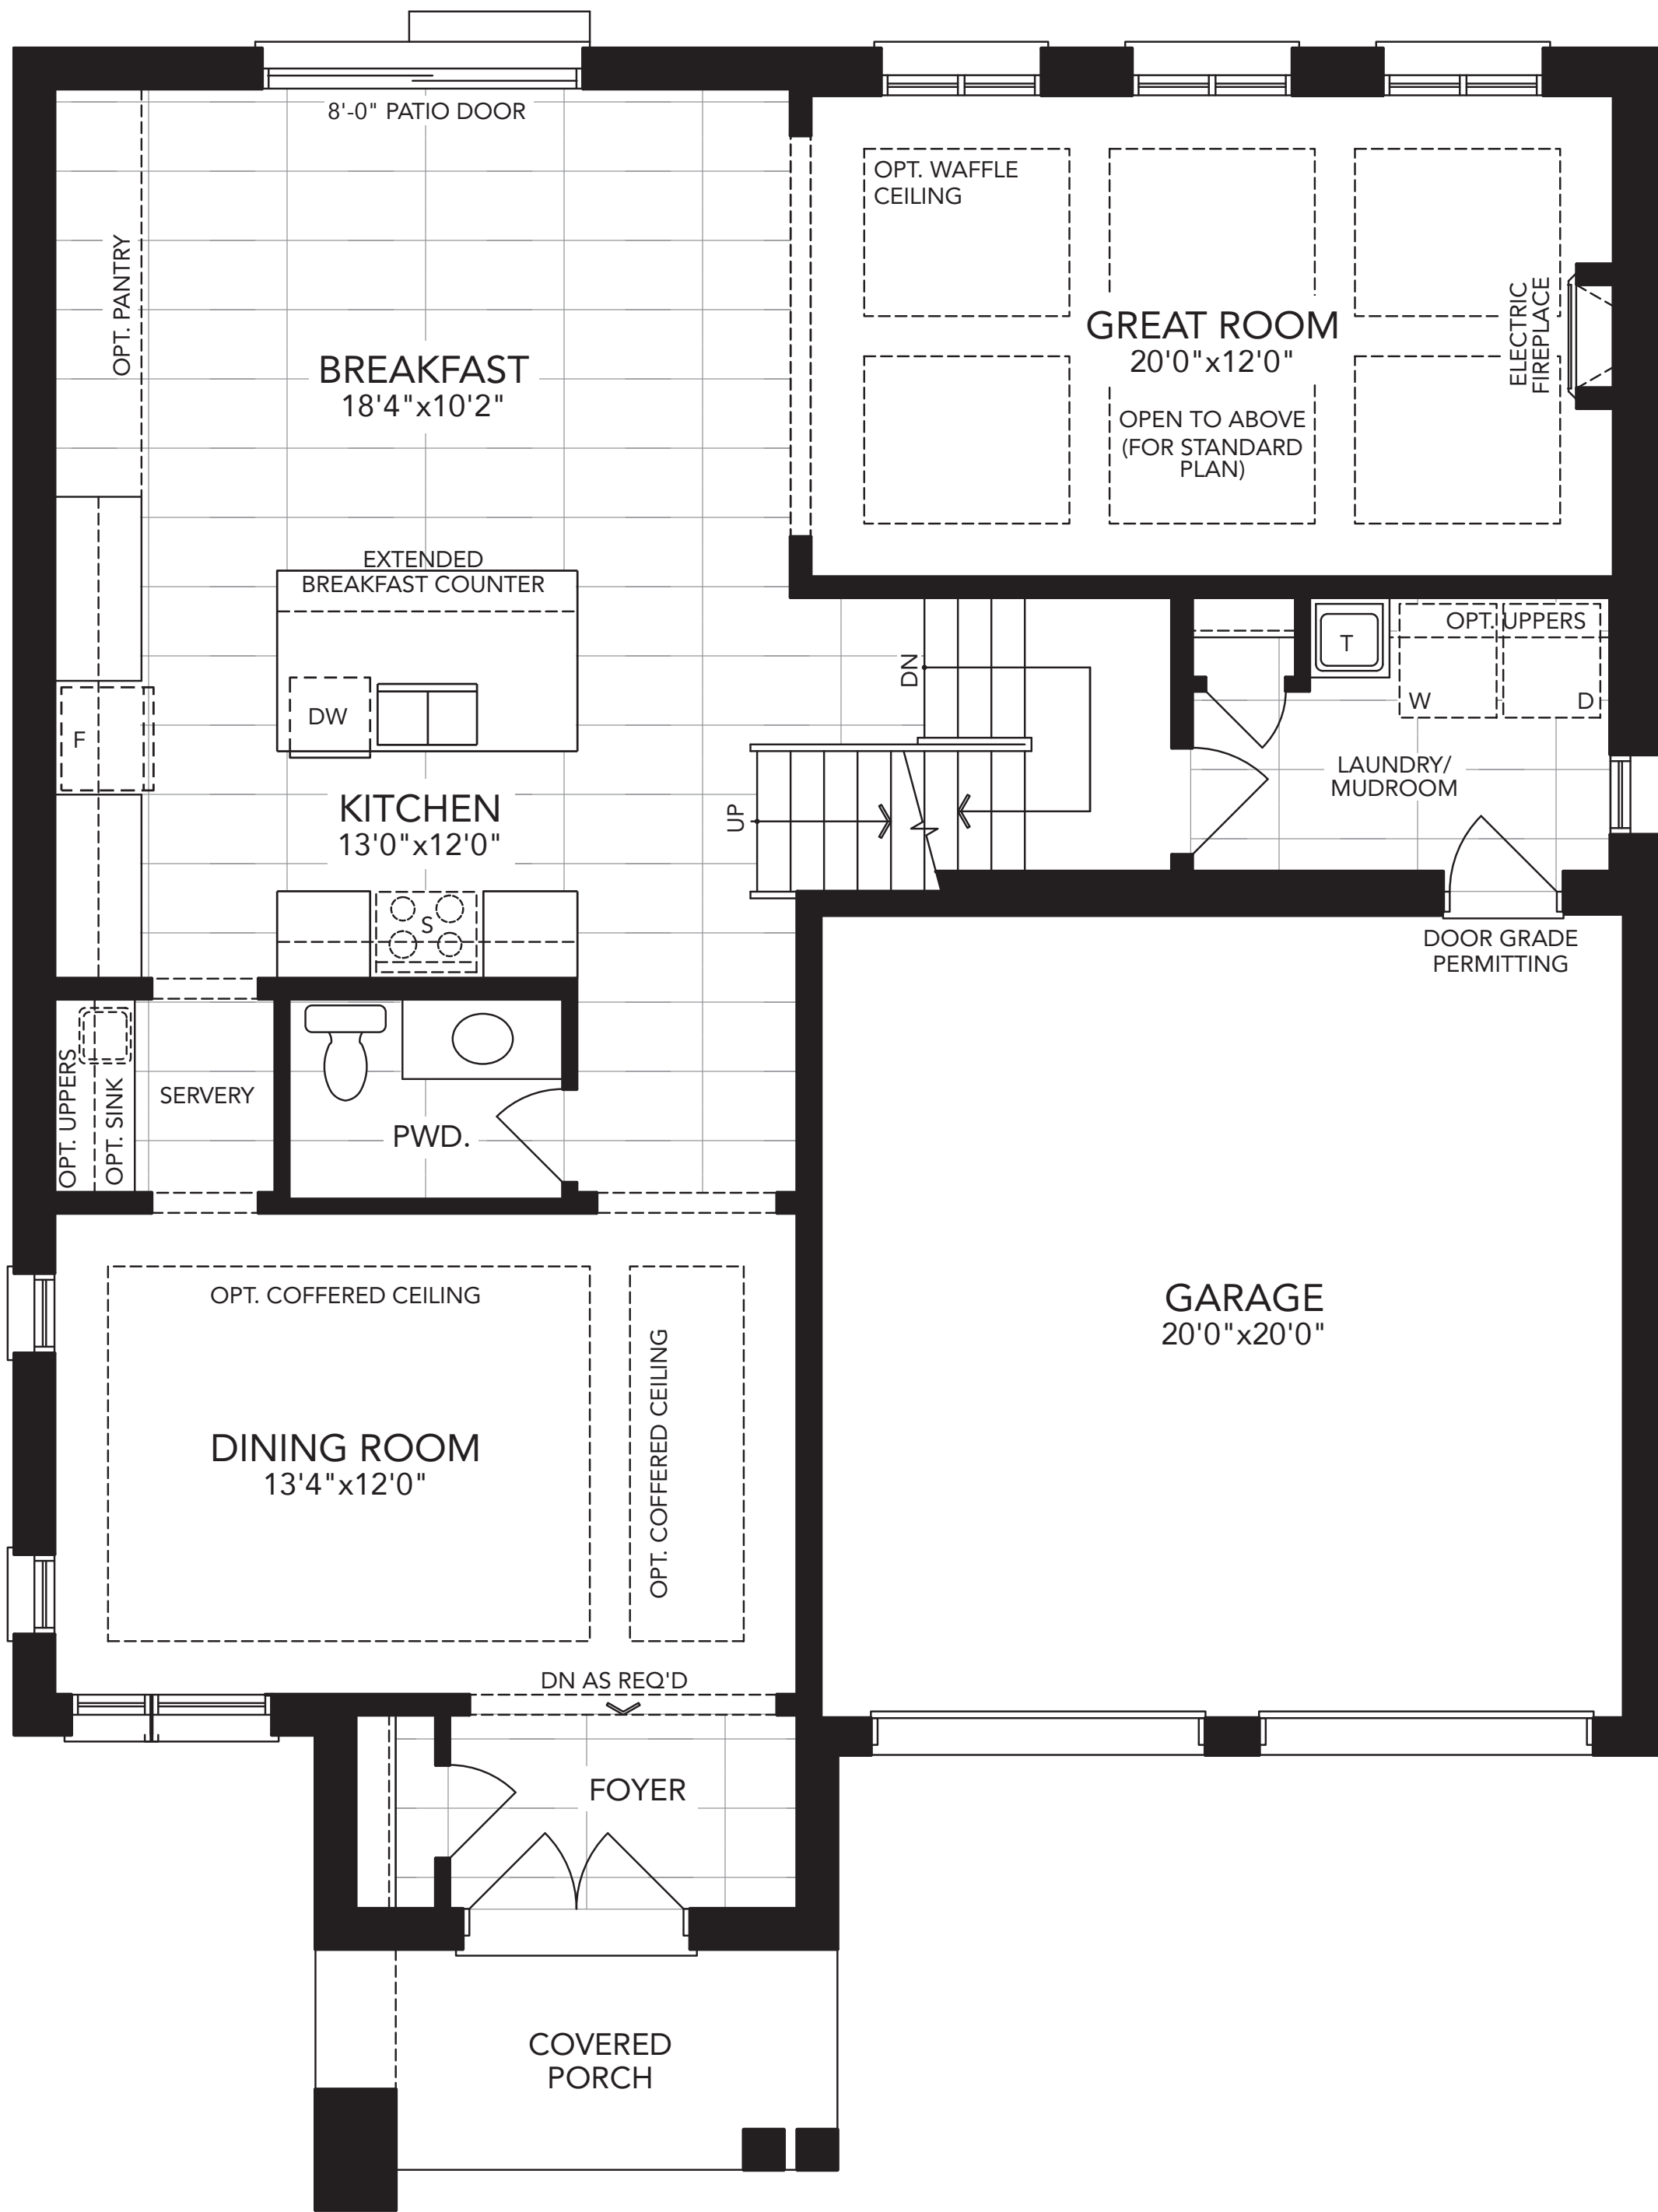 8'-0" PATIO DOOR
OPT. WAFFLE
CEILING
OPT. PANTRY
BREAKFAST
18'4"x10'2"
GREAT ROOM
20'0"x12'0"
OPEN TO ABOVE
(FOR STANDARD
PLAN)
ELECTRIC
FIREPLACE
EXTENDED
BREAKFAST COUNTER
DW
F
KITCHEN
13'0"x12'0"
S
DN
UP
T
OPT. UPPERS
W
D
LAUNDRY/
MUDROOM
DOOR GRADE
PERMITTING
OPT. UPPERS
OPT. SINK
SERVERY
PWD.
OPT. COFFERED CEILING
OPT. COFFERED CEILING
DINING ROOM
13'4"x12'0"
GARAGE
20'0"x20'0"
DN AS REQ'D
FOYER
COVERED
PORCH